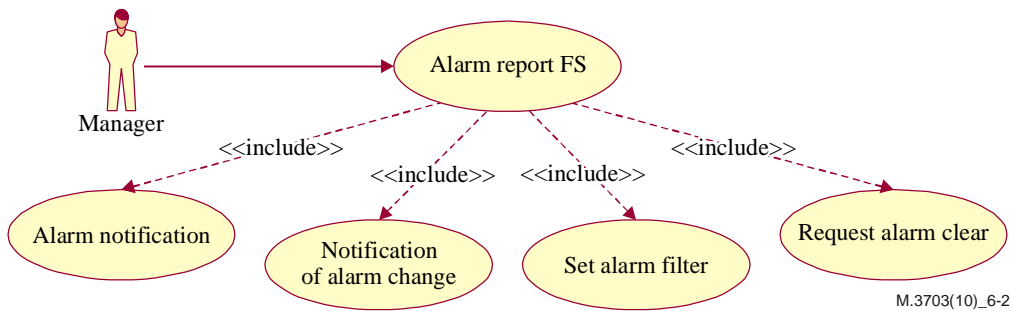 Alarm report FS
Manager
<<include>>
<<include>>
<<include>>
<<include>>
Alarm notification
Notification
of alarm change
Set alarm filter
Request alarm clear
M.3703(10)_6-2